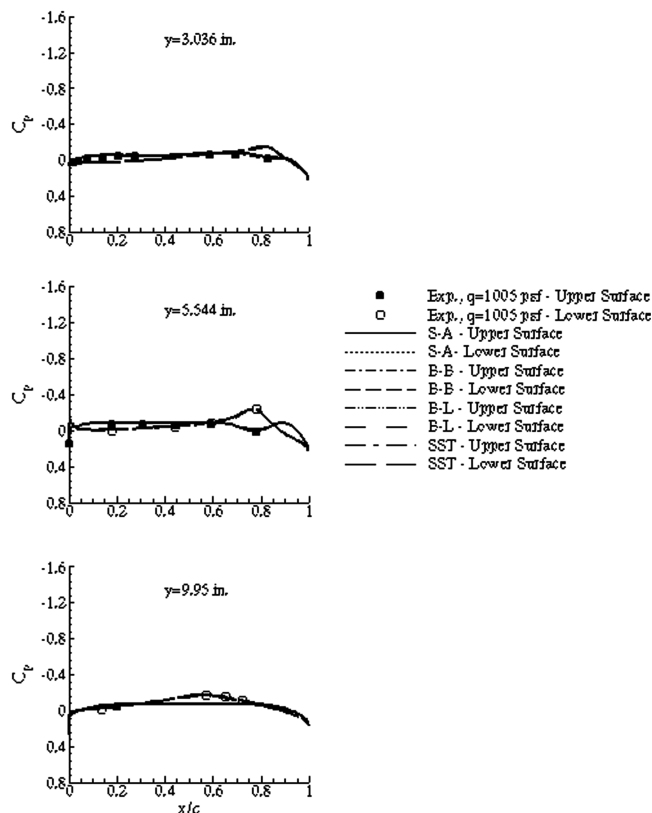 -1.6
y=3.036 in.
-1.2
-0.8
-0.4
Cp
0
0.4
0.8
0 0.2 0.4 0.6 0.8 1
-1.6
y=5.544 in.
-1.2
-0.8
-0.4
Cp
0
0.4
0.8
0 0.2 0.4 0.6 0.8 1
Exp., q=1005 psf - Upper Surface
Exp., q=1005 psf - Lower Surface
S-A - Upper Surface
S-A- Lower Surface
B-B - Upper Surface
B-B - Lower Surface
B-L - Upper Surface
B-L - Lower Surface
SST - Upper Surface
SST - Lower Surface
-1.6
y=9.95 in.
-1.2
-0.8
-0.4
Cp
0
0.4
0.8
0 0.2 0.4 0.6 0.8 1
x/c